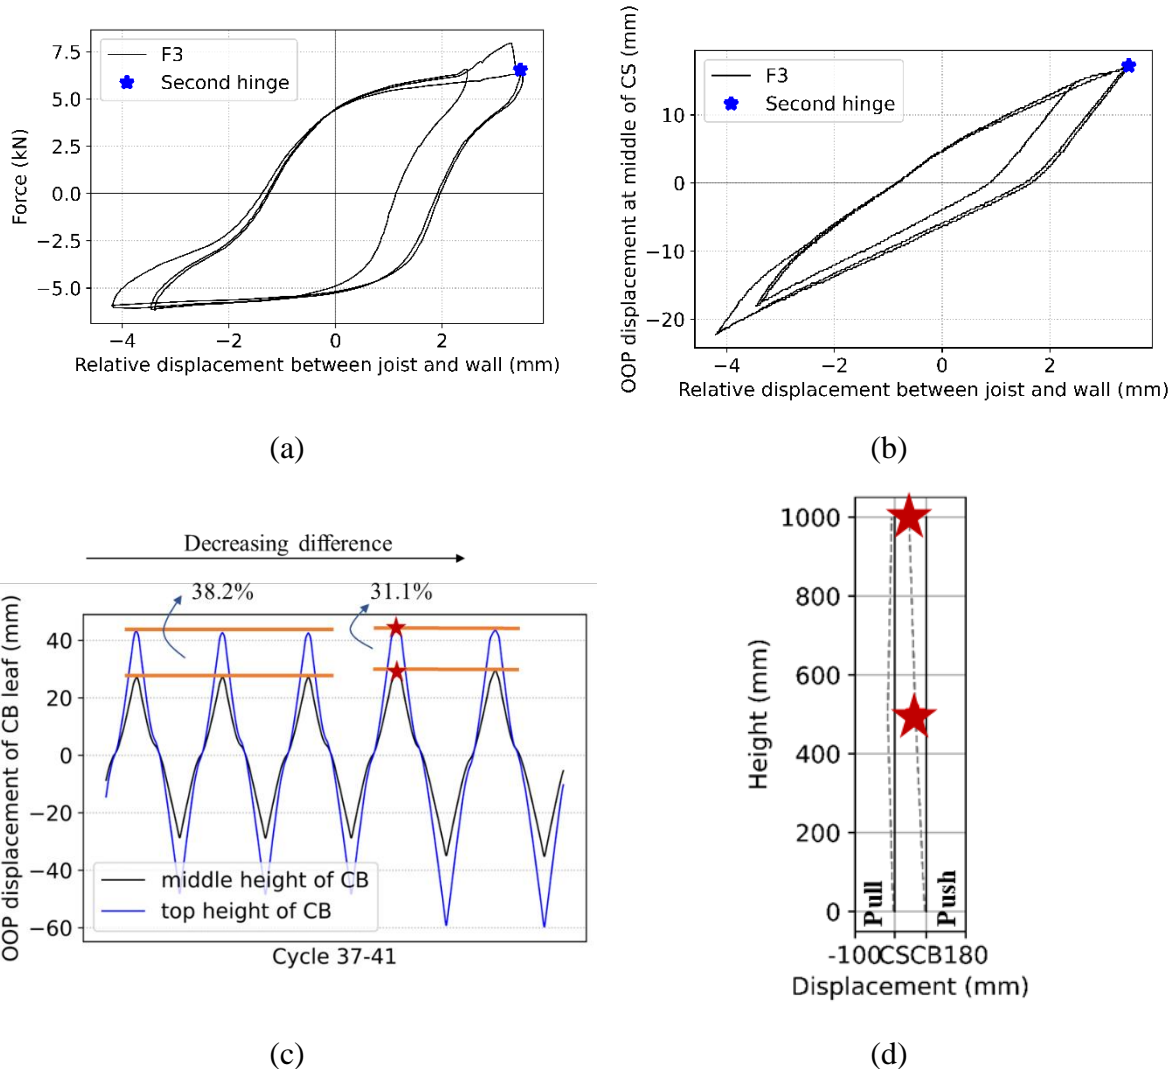 (a)
7.5
5.0
2.5
0.0
−2.5
−5.0
Force (kN)
F3
Second hinge
−4
−2
0
2
Relative displacement between joist and wall (mm)
(b)
10
0
−10
−20
OOP displacement at middle of CS (mm)
F3
Second hinge
−4
−2
0
2
Relative displacement between joist and wall (mm)
(a)
(b)
Decreasing difference
38.2%
31.1%
40
20
0
−20
−40
−60
OOP displacement of CB leaf (mm)
middle height of CB
top height of CB
Cycle 37-41
1000
800
600
400
200
0
Height (mm)
Pull
Push
-100CSCB180
Displacement (mm)
(c)
(d)